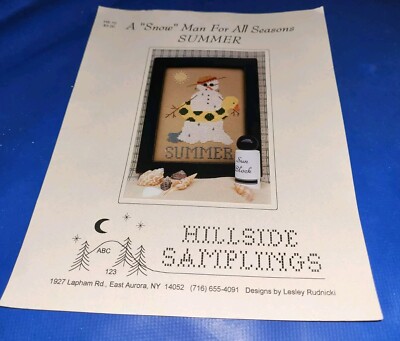 A "Snow" Man For All Seasons
SUMMER
SUMMER
Sun
Block
ABC
123
HILLSIDE
SAMPLINGS
1927 Lapham Rd., East Aurora, NY 14052 (716) 655-4091 Designs by Lesley Rudnicki